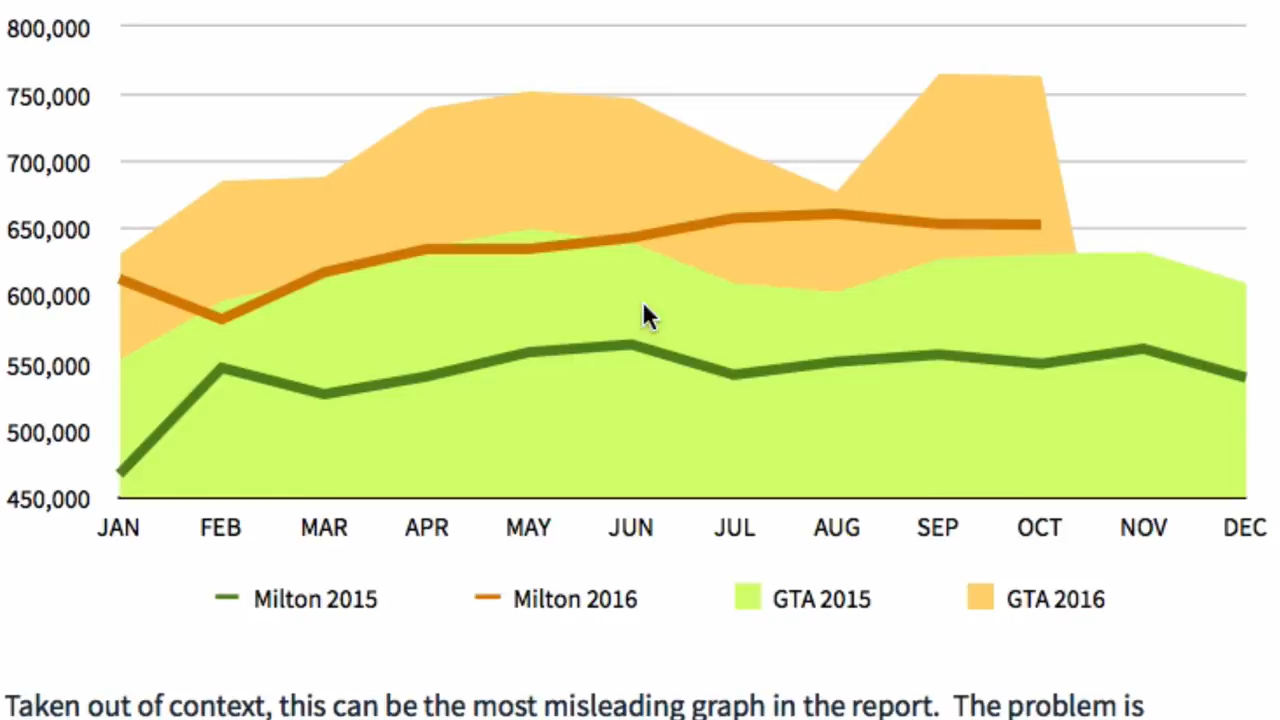 800,000
750,000
700,000
650,000
600,000
550,000
500,000
450,000
JAN FEB MAR APR MAY JUN JUL AUG SEP OCT NOV DEC
Milton 2015 Milton 2016 GTA 2015 GTA 2016
Taken out of context, this can be the most misleading graph in the report. The problem is